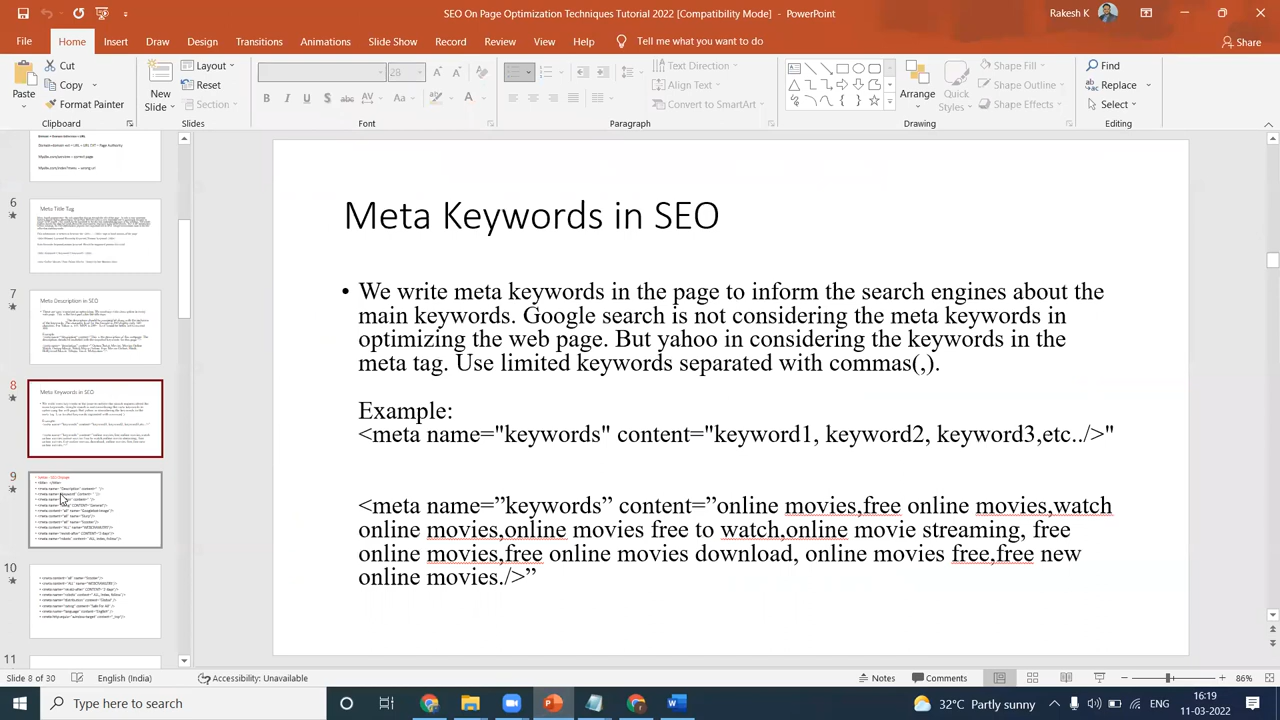 SEO On Page Optimization Tutorial 2022 [Compatibility Mode] - PowerPoint
Rakesh K
File Home Insert Draw Design Transitions Animations Slide Show Review View Help Tell me what you want to do Share
Paste
Cut
Copy
Format Painter
Clipboard
New
Slide
Layout
Reset
Section
Slides
28
Font
Text Direction
Align Text
Convert to SmartArt
Paragraph
Arrange
Quick
Styles
Shape Fill
Shape Outline
Shape Effects
Drawing
Find
Replace
Select
Editing
Meta Title Tag
Meta Description in SEO
8
Meta Keywords in SEO
9
10
11
Meta Keywords in SEO
• We write meta keywords in the page to inform the search engines about the
main keywords. Google search is not considering the mata keywords in
optimizing the webpage. But yahoo in considering the keywords in the
meta tag. Use limited keywords separated with commas(,).
Example:
<meta name="keywords" content="keyword1, keyword2, keyword3,etc../>"
<meta name=”keywords” content=”online movies,free online movies,watch
online movies,online movies free to watch,online movie streaming, free
online movies,free online movies download, online movies free,free new
online movies./>”
Slide 8 of 30 English (India) Accessibility: Unavailable Notes Comments 86%
Type here to search
32°C Partly sunny
16:19
11-03-2022